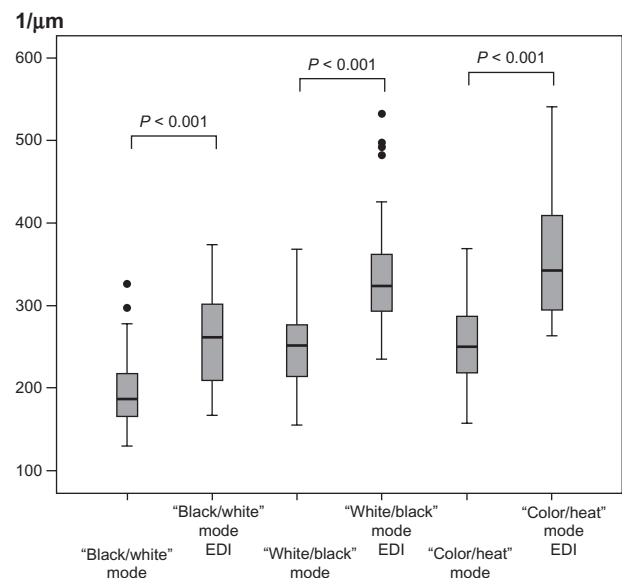 1/μm
600
500
400
300
200
100
P < 0.001
P < 0.001
P < 0.001
“Black/white”
mode
“Black/white”
mode
EDI
“White/black”
mode
“White/black”
mode
EDI
“Color/heat”
mode
“Color/heat”
mode
EDI